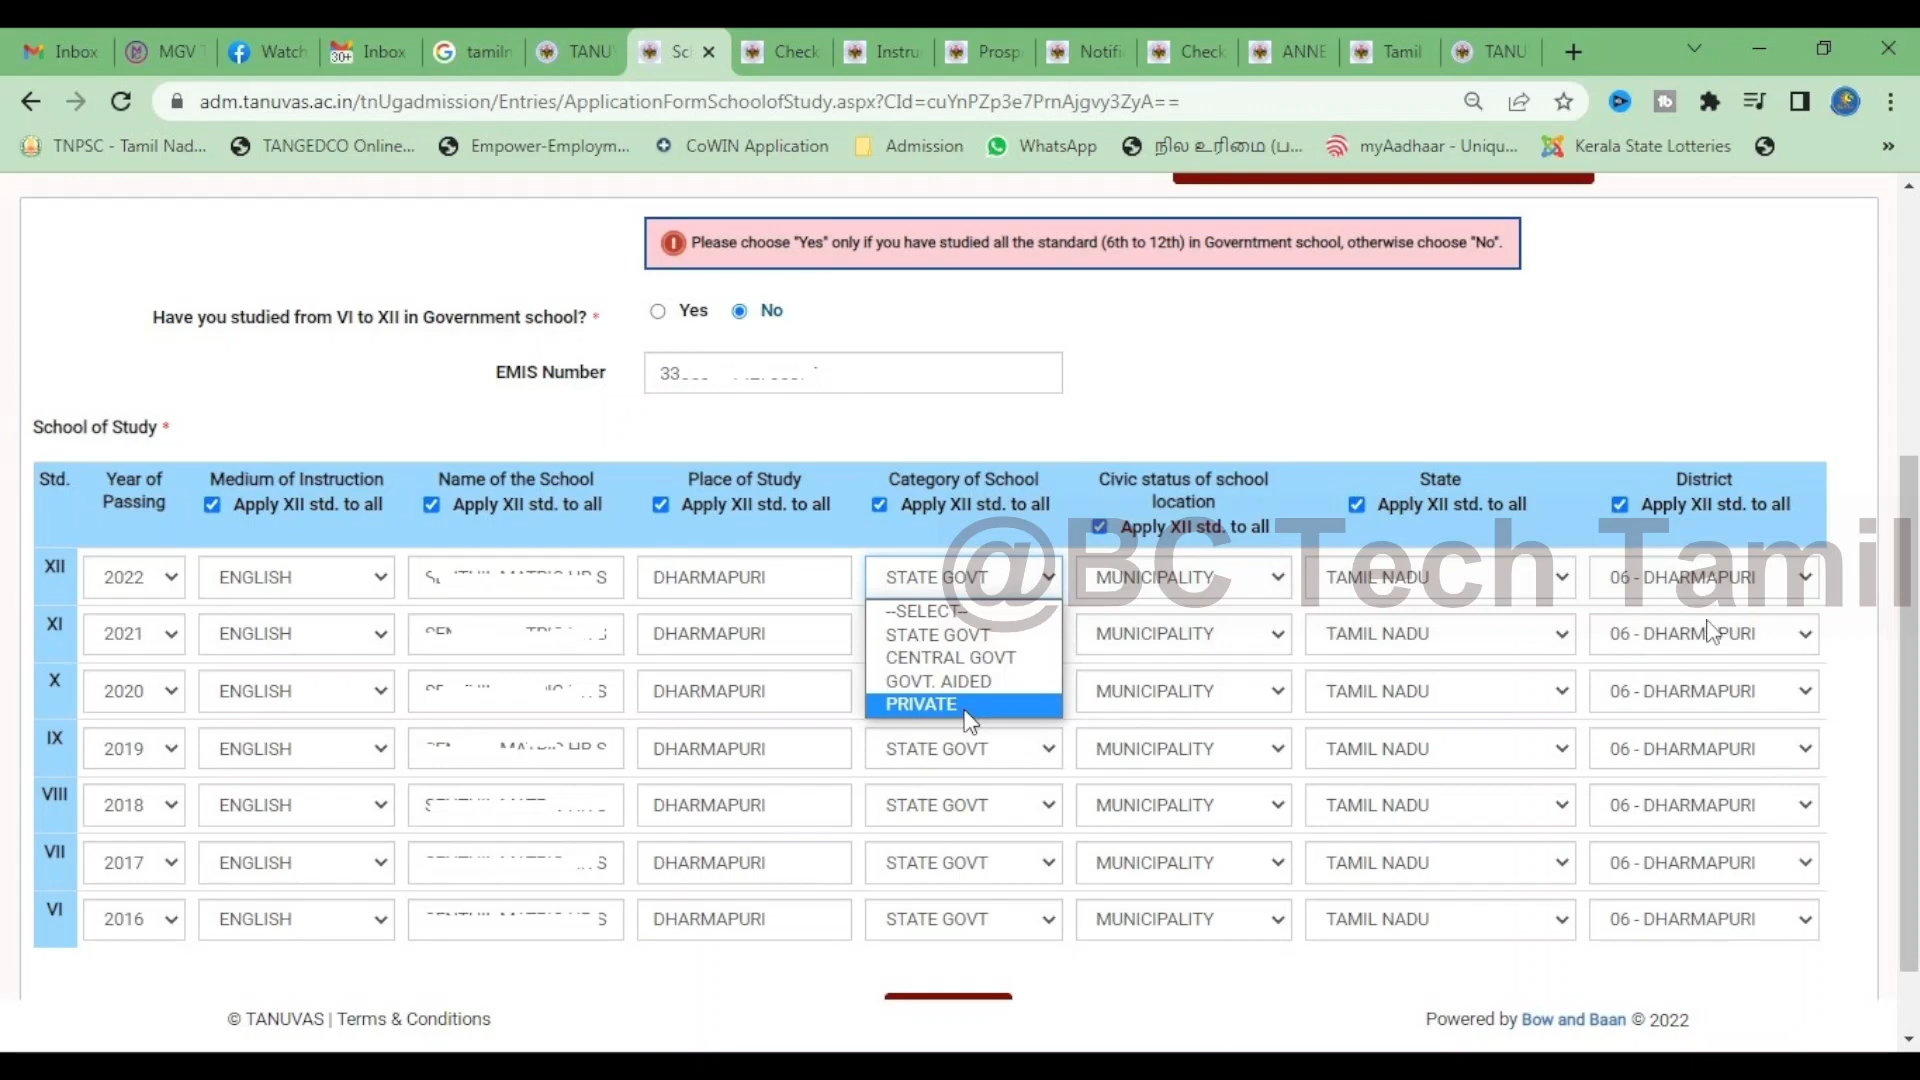 Inbox MGV Watch Inbox tamiln TANU Sc Check Instru Prosp Notifi Check ANNE Tamil TANU
30+
adm.tanuvas.ac.in/tnUgadmission/Entries/ApplicationFormSchoolofStudy.aspx?CId=cuYnPZp3e7PrnAjgvy3ZyA==
TNPSC - Tamil Nad... TANGEDCO Online... Empower-Employm... CoWIN Application Admission WhatsApp நில உரிமை (ப... myAadhaar - Uniqu... Kerala State Lotteries »
Please choose "Yes" only if you have studied all the standard (6th to 12th) in Governtment school, otherwise choose "No".
Have you studied from VI to XII in Government school? * Yes No
EMIS Number 33
School of Study *
Std. Year of Passing Medium of Instruction Name of the School Place of Study Category of School Civic status of school location State District
Apply XII std. to all Apply XII std. to all Apply XII std. to all Apply XII std. to all Apply XII std. to all Apply XII std. to all Apply XII std. to all
@BC Tech Tamil
XII 2022 ENGLISH S DHARMAPURI STATE GOVT MUNICIPALITY TAMIL NADU 06 - DHARMAPURI
--SELECT--
STATE GOVT
CENTRAL GOVT
GOVT. AIDED
PRIVATE
XI 2021 ENGLISH DHARMAPURI MUNICIPALITY TAMIL NADU 06 - DHARMAPURI
X 2020 ENGLISH S DHARMAPURI MUNICIPALITY TAMIL NADU 06 - DHARMAPURI
IX 2019 ENGLISH DHARMAPURI STATE GOVT MUNICIPALITY TAMIL NADU 06 - DHARMAPURI
VIII 2018 ENGLISH DHARMAPURI STATE GOVT MUNICIPALITY TAMIL NADU 06 - DHARMAPURI
VII 2017 ENGLISH S DHARMAPURI STATE GOVT MUNICIPALITY TAMIL NADU 06 - DHARMAPURI
VI 2016 ENGLISH S DHARMAPURI STATE GOVT MUNICIPALITY TAMIL NADU 06 - DHARMAPURI
© TANUVAS | Terms & Conditions Powered by Bow and Baan © 2022